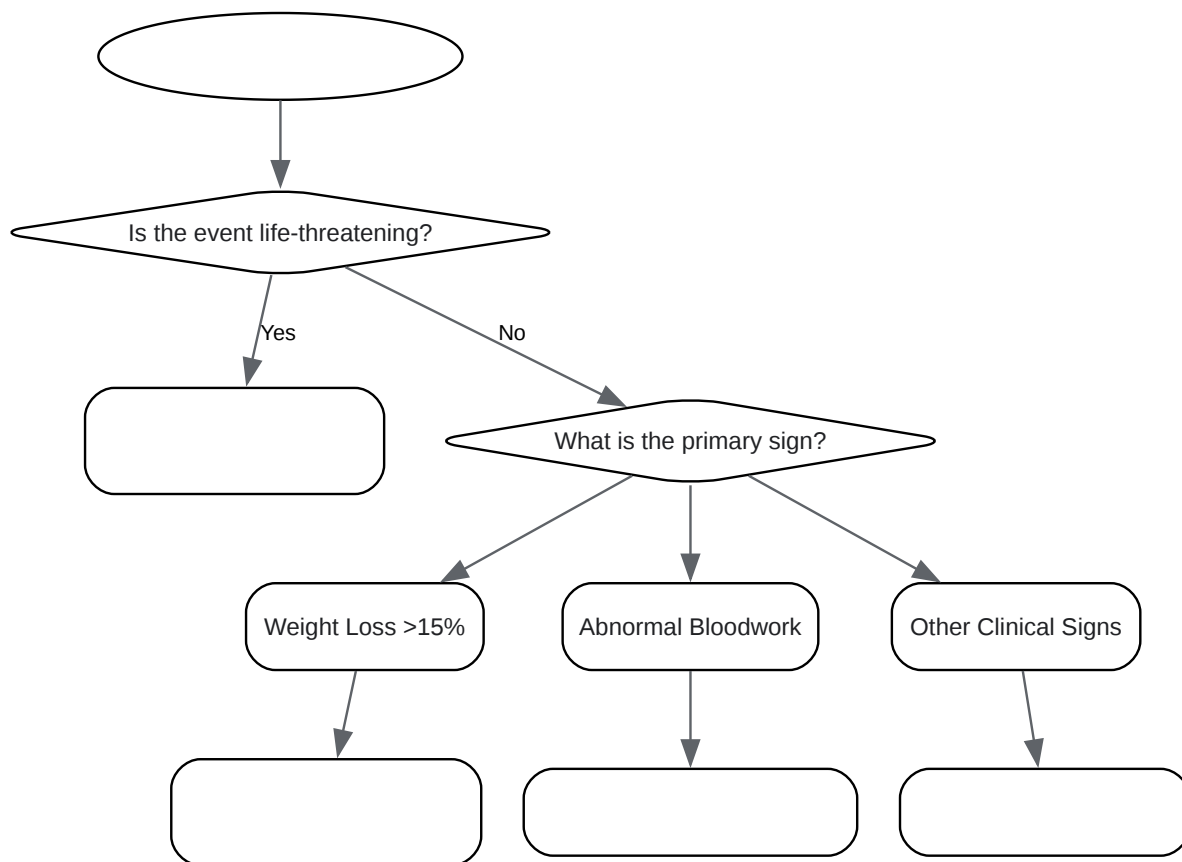 Is the event life-threatening?
Yes
No
What is the primary sign?
Weight Loss >15%
Abnormal Bloodwork
Other Clinical Signs